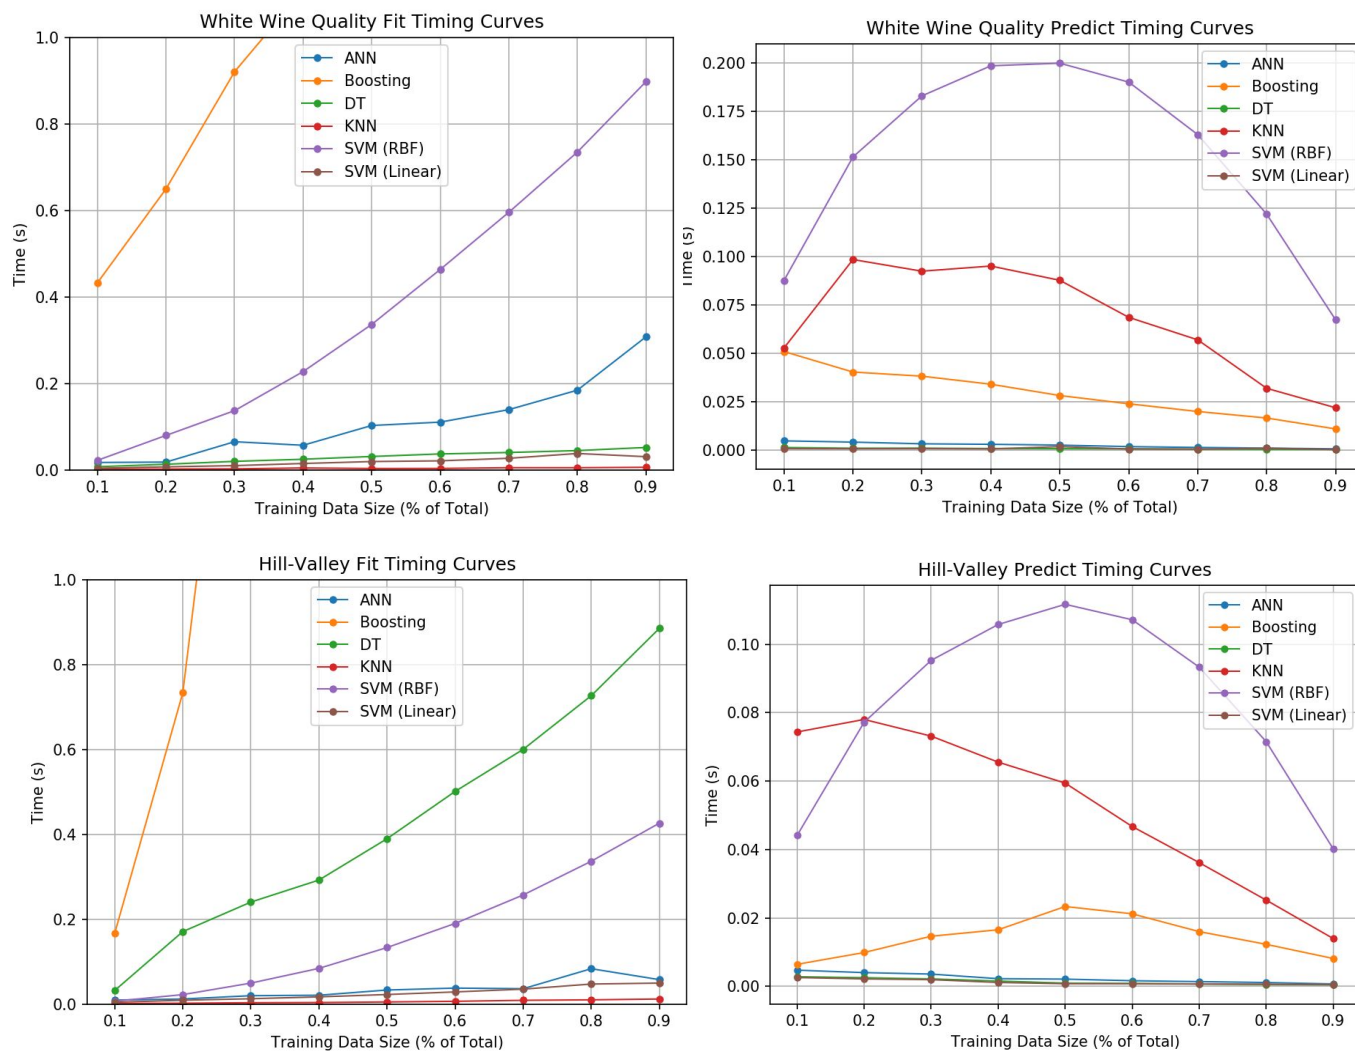 White Wine Quality Fit Timing Curves
1.0
0.8
0.6
0.4
0.2
0.0
Time (s)
ANN
Boosting
DT
KNN
SVM (RBF)
SVM (Linear)
0.1 0.2 0.3 0.4 0.5 0.6 0.7 0.8 0.9
Training Data Size (% of Total)
White Wine Quality Predict Timing Curves
0.200
0.175
0.150
0.125
0.100
0.075
0.050
0.025
0.000
Time (s)
ANN
Boosting
DT
KNN
SVM (RBF)
SVM (Linear)
0.1 0.2 0.3 0.4 0.5 0.6 0.7 0.8 0.9
Training Data Size (% of Total)
Hill-Valley Fit Timing Curves
1.0
0.8
0.6
0.4
0.2
0.0
Time (s)
ANN
Boosting
DT
KNN
SVM (RBF)
SVM (Linear)
0.1 0.2 0.3 0.4 0.5 0.6 0.7 0.8 0.9
Training Data Size (% of Total)
Hill-Valley Predict Timing Curves
0.10
0.08
0.06
0.04
0.02
0.00
Time (s)
ANN
Boosting
DT
KNN
SVM (RBF)
SVM (Linear)
0.1 0.2 0.3 0.4 0.5 0.6 0.7 0.8 0.9
Training Data Size (% of Total)